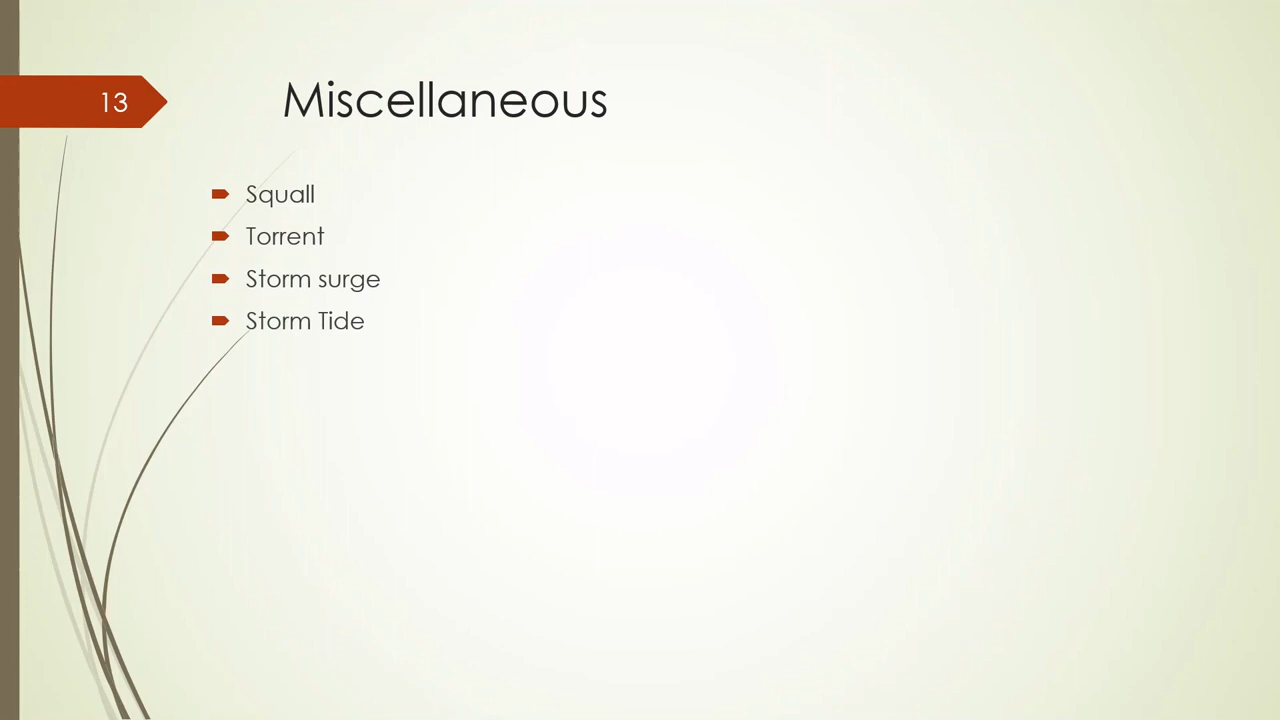 13
Miscellaneous
Squall
Torrent
Storm surge
Storm Tide